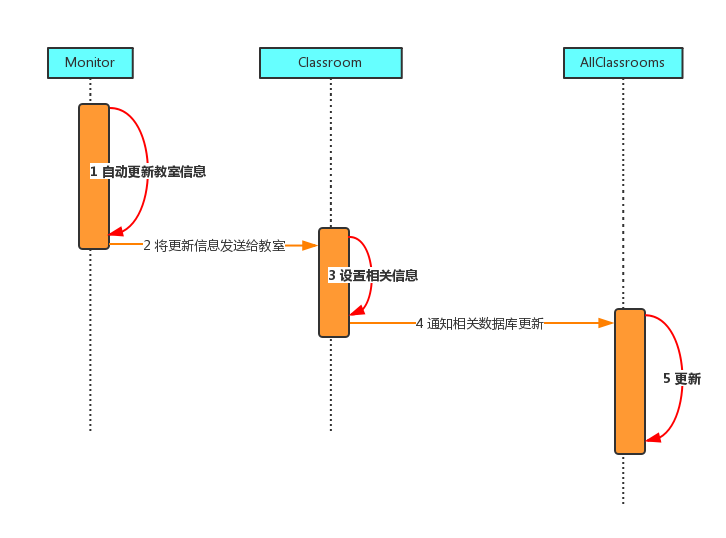 Monitor
Classroom
AllClassrooms
1 自动更新教室信息
2 将更新信息发送给教室
3 设置相关信息
4 通知相关数据库更新
5 更新